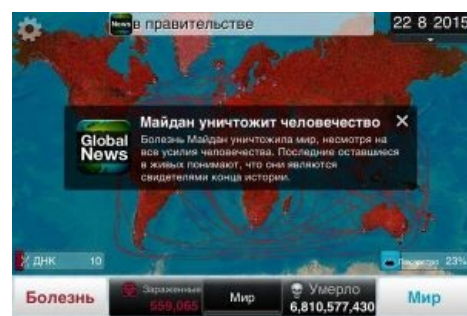 News в правительстве
22 8 2015
Майдан уничтожит человечество
Global News
Болезнь Майдан уничтожила мир, несмотря на
все усилия человечества. Последние оставшиеся
в живых понимают, что они являются
свидетелями конца истории.
ДНК 10
23%
Болезнь
Зараженные
559,065
Мир
Умерло
6,810,577,430
Мир